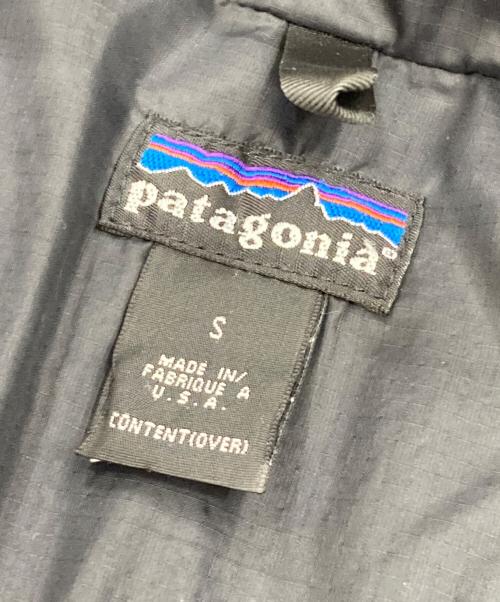 patagonia®
S
MADE IN/
FABRIQUE A
U.S.A.
CONTENT(OVER)